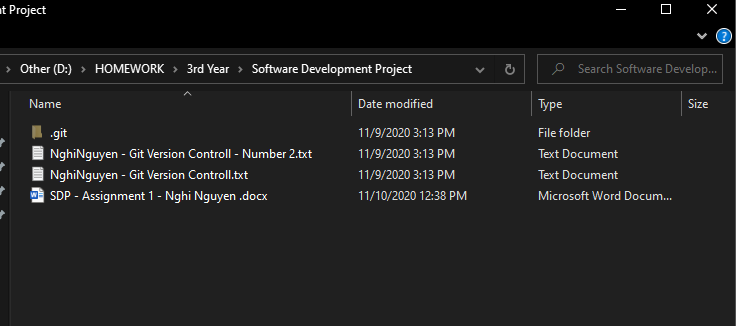 nt Project
> Other (D:) > HOMEWORK > 3rd Year > Software Development Project
Search Software Develop...
Name Date modified Type Size
.git 11/9/2020 3:13 PM File folder
NghiNguyen - Git Version Controll - Number 2.txt 11/9/2020 3:13 PM Text Document
NghiNguyen - Git Version Controll.txt 11/9/2020 3:13 PM Text Document
SDP - Assignment 1 - Nghi Nguyen .docx 11/10/2020 12:38 PM Microsoft Word Docum...